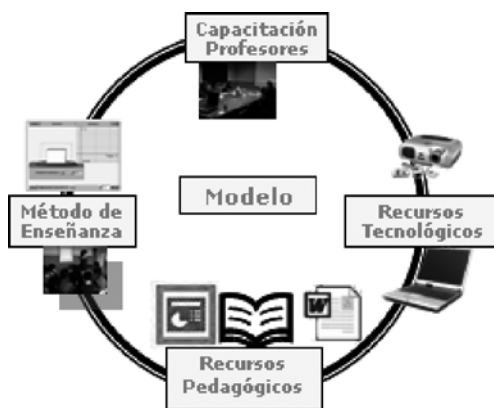 Capacitación
Profesores
Modelo
Método de
Enseñanza
Recursos
Tecnológicos
W
Recursos
Pedagógicos